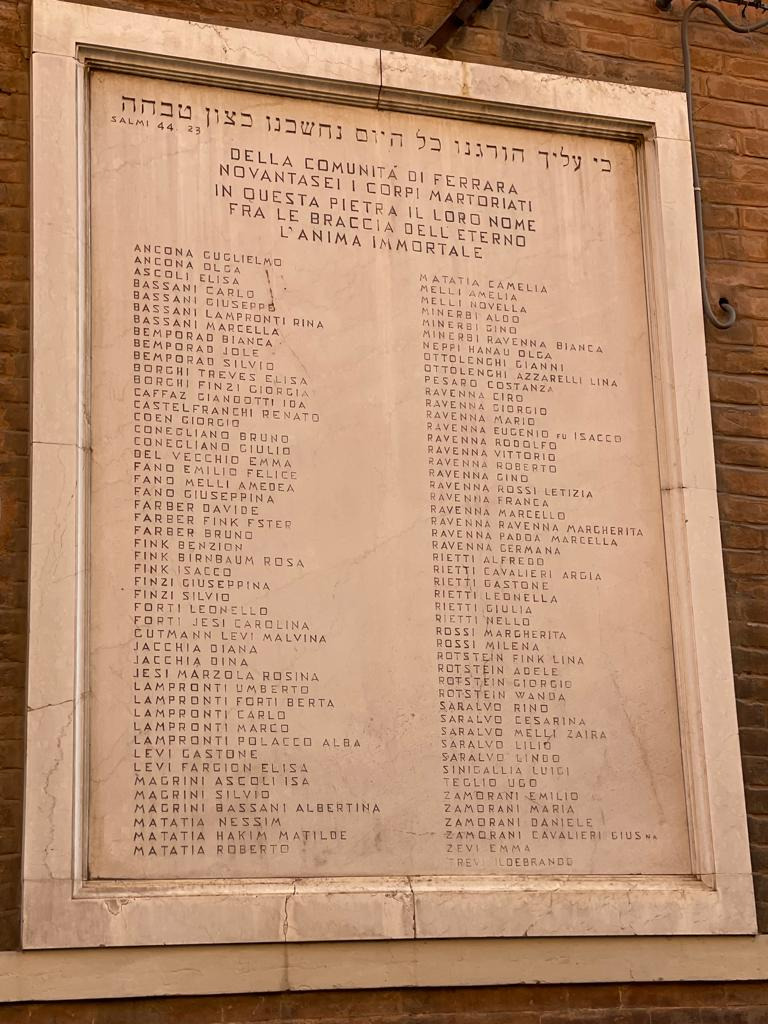 כי עליך הורגנו כל היום נחשבנו כצון טבחה
SALMI 44. 23
DELLA COMUNITÁ DI FERRARA
NOVANTASEI I CORPI MARTORIATI
IN QUESTA PIETRA IL LORO NOME
FRA LE BRACCIA DELL'ETERNO
L'ANIMA IMMORTALE
ANCONA GUGLIELMO
ANCONA OLGA
ASCOLI ELISA
BASSANI CARLO
BASSANI GIUSEPPE
BASSANI LAMPRONTI RINA
BASSANI MARCELLA
BEMPORAD BIANCA
BEMPORAD JOLE
BEMPORAD SILVIO
BORGHI TREVES ELISA
BORGHI FINZI GIORGIA
CAFFAZ GIANDOTTI IDA
CASTELFRANCHI RENATO
COEN GIORGIO
CONEGLIANO BRUNO
CONEGLIANO GIULIO
DEL VECCHIO EMMA
FANO EMILIO FELICE
FANO MELLI AMEDEA
FANO GIUSEPPINA
FARBER DAVIDE
FARBER FINK ESTER
FARBER BRUNO
FINK BENZION
FINK BIRNBAUM ROSA
FINK ISACCO
FINZI GIUSEPPINA
FINZI SILVIO
FORTI LEONELLO
FORTI JESI CAROLINA
GUTMANN LEVI MALVINA
JACCHIA DIANA
JACCHIA DINA
JESI MARZOLA ROSINA
LAMPRONTI UMBERTO
LAMPRONTI FORTI BERTA
LAMPRONTI CARLO
LAMPRONTI MARCO
LAMPRONTI POLACCO ALBA
LEVI GASTONE
LEVI FARGION ELISA
MAGRINI ASCOLI ISA
MAGRINI SILVIO
MAGRINI BASSANI ALBERTINA
MATATIA NESSIM
MATATIA HAKIM MATILDE
MATATIA ROBERTO
MATATIA CAMELIA
MELLI AMELIA
MELLI NOVELLA
MINERBI ALDO
MINERBI GINO
MINERBI RAVENNA BIANCA
NEPPI HANAU OLGA
OTTOLENGHI GIANNI
OTTOLENGHI AZZARELLI LINA
PESARO COSTANZA
RAVENNA CIRO
RAVENNA GIORGIO
RAVENNA MARIO
RAVENNA EUGENIO FU ISACCO
RAVENNA RODOLFO
RAVENNA VITTORIO
RAVENNA ROBERTO
RAVENNA GINO
RAVENNA ROSSI LETIZIA
RAVENNA FRANCA
RAVENNA MARCELLO
RAVENNA RAVENNA MARGHERITA
RAVENNA PADOA MARCELLA
RAVENNA GERMANA
RIETTI ALFREDO
RIETTI CAVALIERI ARGIA
RIETTI GASTONE
RIETTI LEONELLA
RIETTI GIULIA
RIETTI NELLO
ROSSI MARGHERITA
ROSSI MILENA
ROTSTEIN FINK LINA
ROTSTEIN ADELE
ROTSTEIN GIORGIO
ROTSTEIN WANDA
SARALVO RINO
SARALVO CESARINA
SARALVO MELLI ZAIRA
SARALVO LILIO
SARALVO LINDO
SINIGALLIA LUIGI
TEGLIO UGO
ZAMORANI EMILIO
ZAMORANI MARIA
ZAMORANI DANIELE
ZAMORANI CAVALIERI GIUS.NA
ZEVI EMMA
TREVI ILDEBRANDO